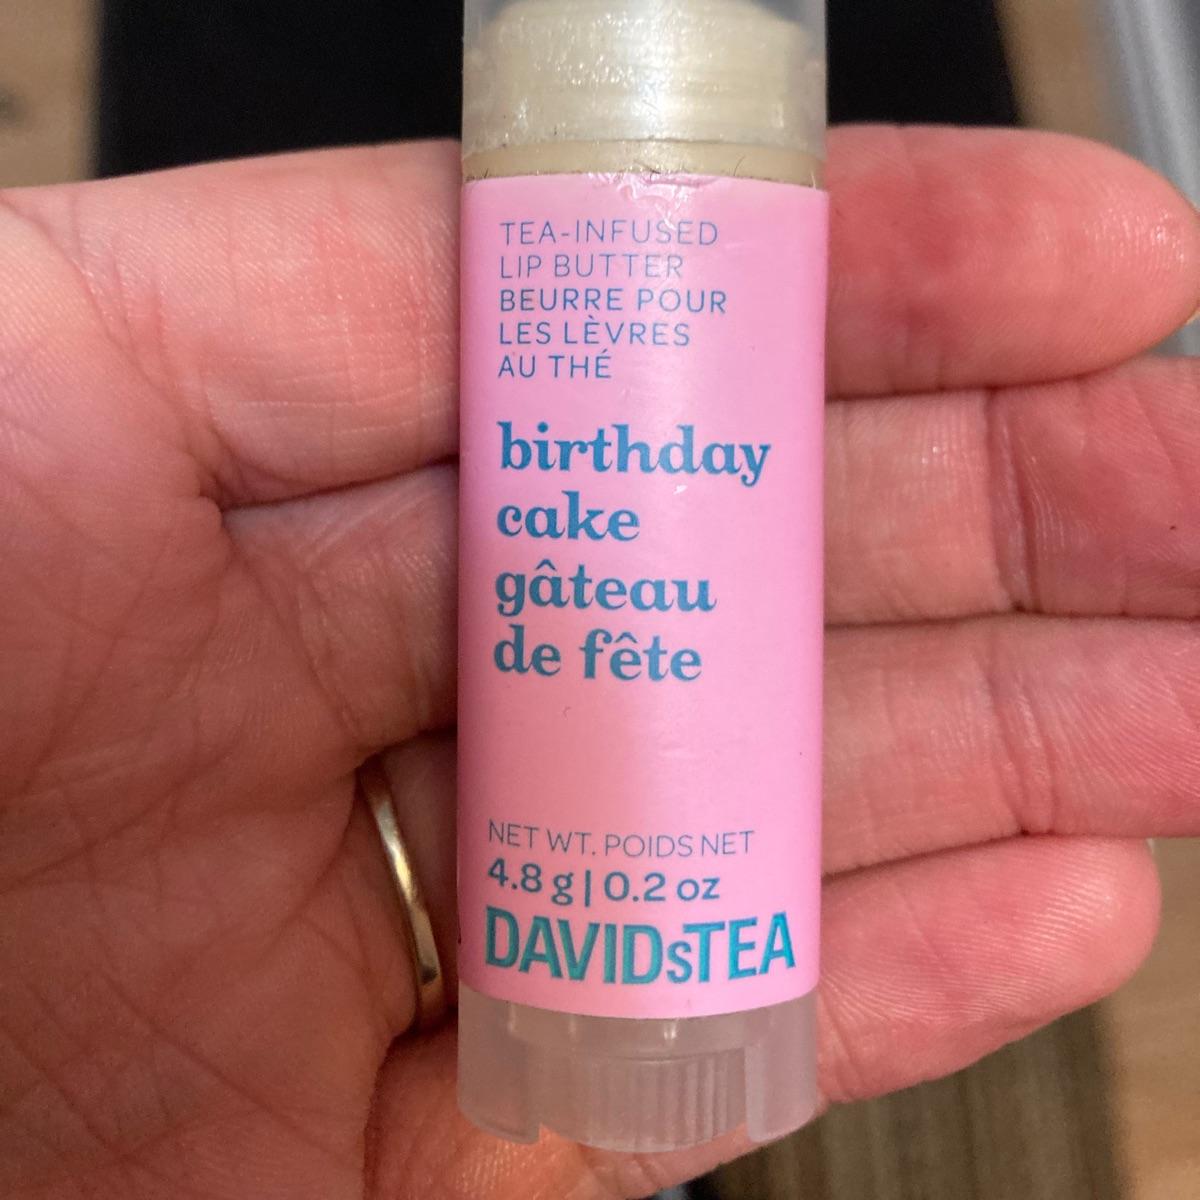 TEA-INFUSED
LIP BUTTER
BEURRE POUR
LES LÈVRES
AU THÉ
birthday
cake
gâteau
de fête
NET WT. POIDS NET
4.8 g | 0.2 oz
DAVIDsTEA